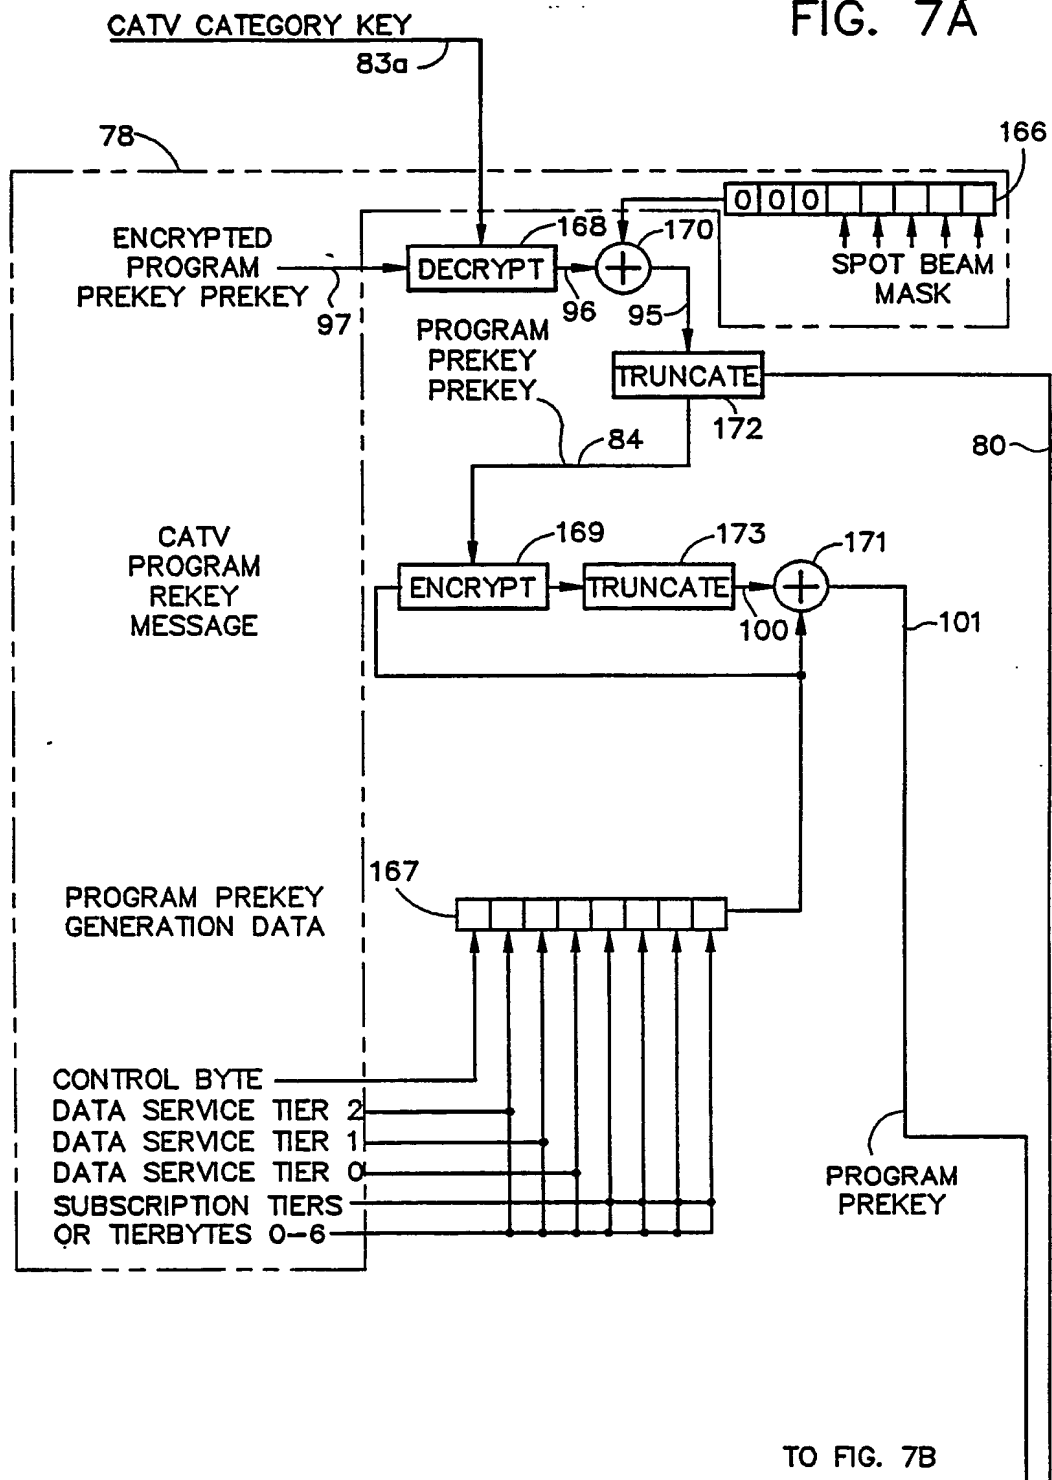 FIG. 7A
CATV CATEGORY KEY
83a
78
166
0 0 0
168
170
ENCRYPTED
PROGRAM
PREKEY PREKEY
DECRYPT
SPOT BEAM
MASK
97
96
95
PROGRAM
PREKEY
PREKEY
TRUNCATE
172
84
80
CATV
PROGRAM
REKEY
MESSAGE
169
173
171
ENCRYPT
TRUNCATE
100
101
167
PROGRAM PREKEY
GENERATION DATA
CONTROL BYTE
DATA SERVICE TIER 2
DATA SERVICE TIER 1
DATA SERVICE TIER 0
SUBSCRIPTION TIERS
OR TIERBYTES 0-6
PROGRAM
PREKEY
TO FIG. 7B